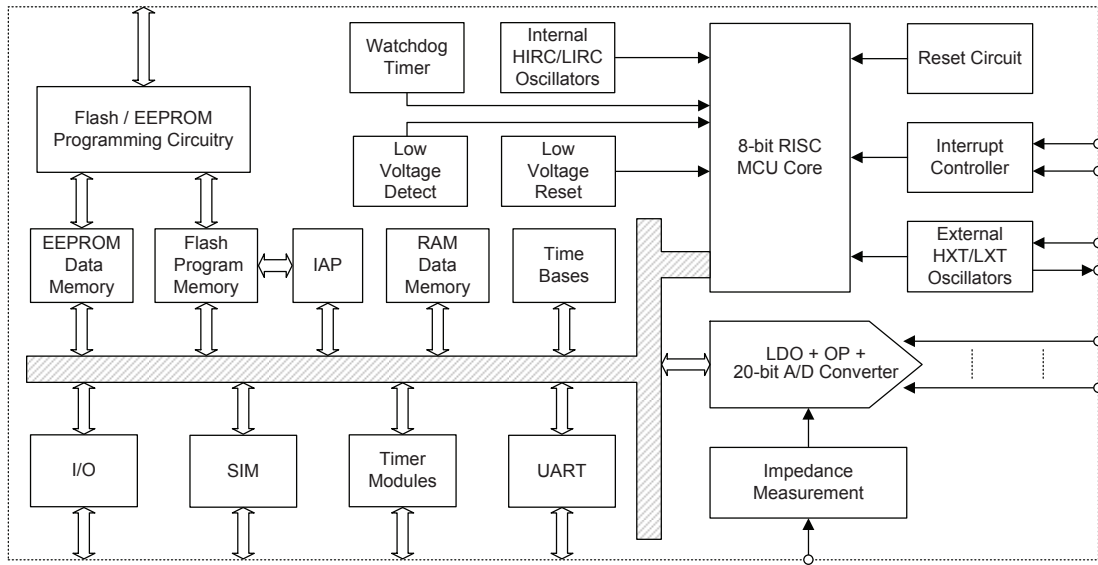 Watchdog
Timer
Internal
HIRC/LIRC
Oscillators
Reset Circuit
Flash / EEPROM
Programming Circuitry
8-bit RISC
MCU Core
Low
Voltage
Detect
Low
Voltage
Reset
Interrupt
Controller
EEPROM
Data
Memory
Flash
Program
Memory
IAP
RAM
Data
Memory
Time
Bases
External
HXT/LXT
Oscillators
LDO + OP +
20-bit A/D Converter
I/O
SIM
Timer
Modules
UART
Impedance
Measurement